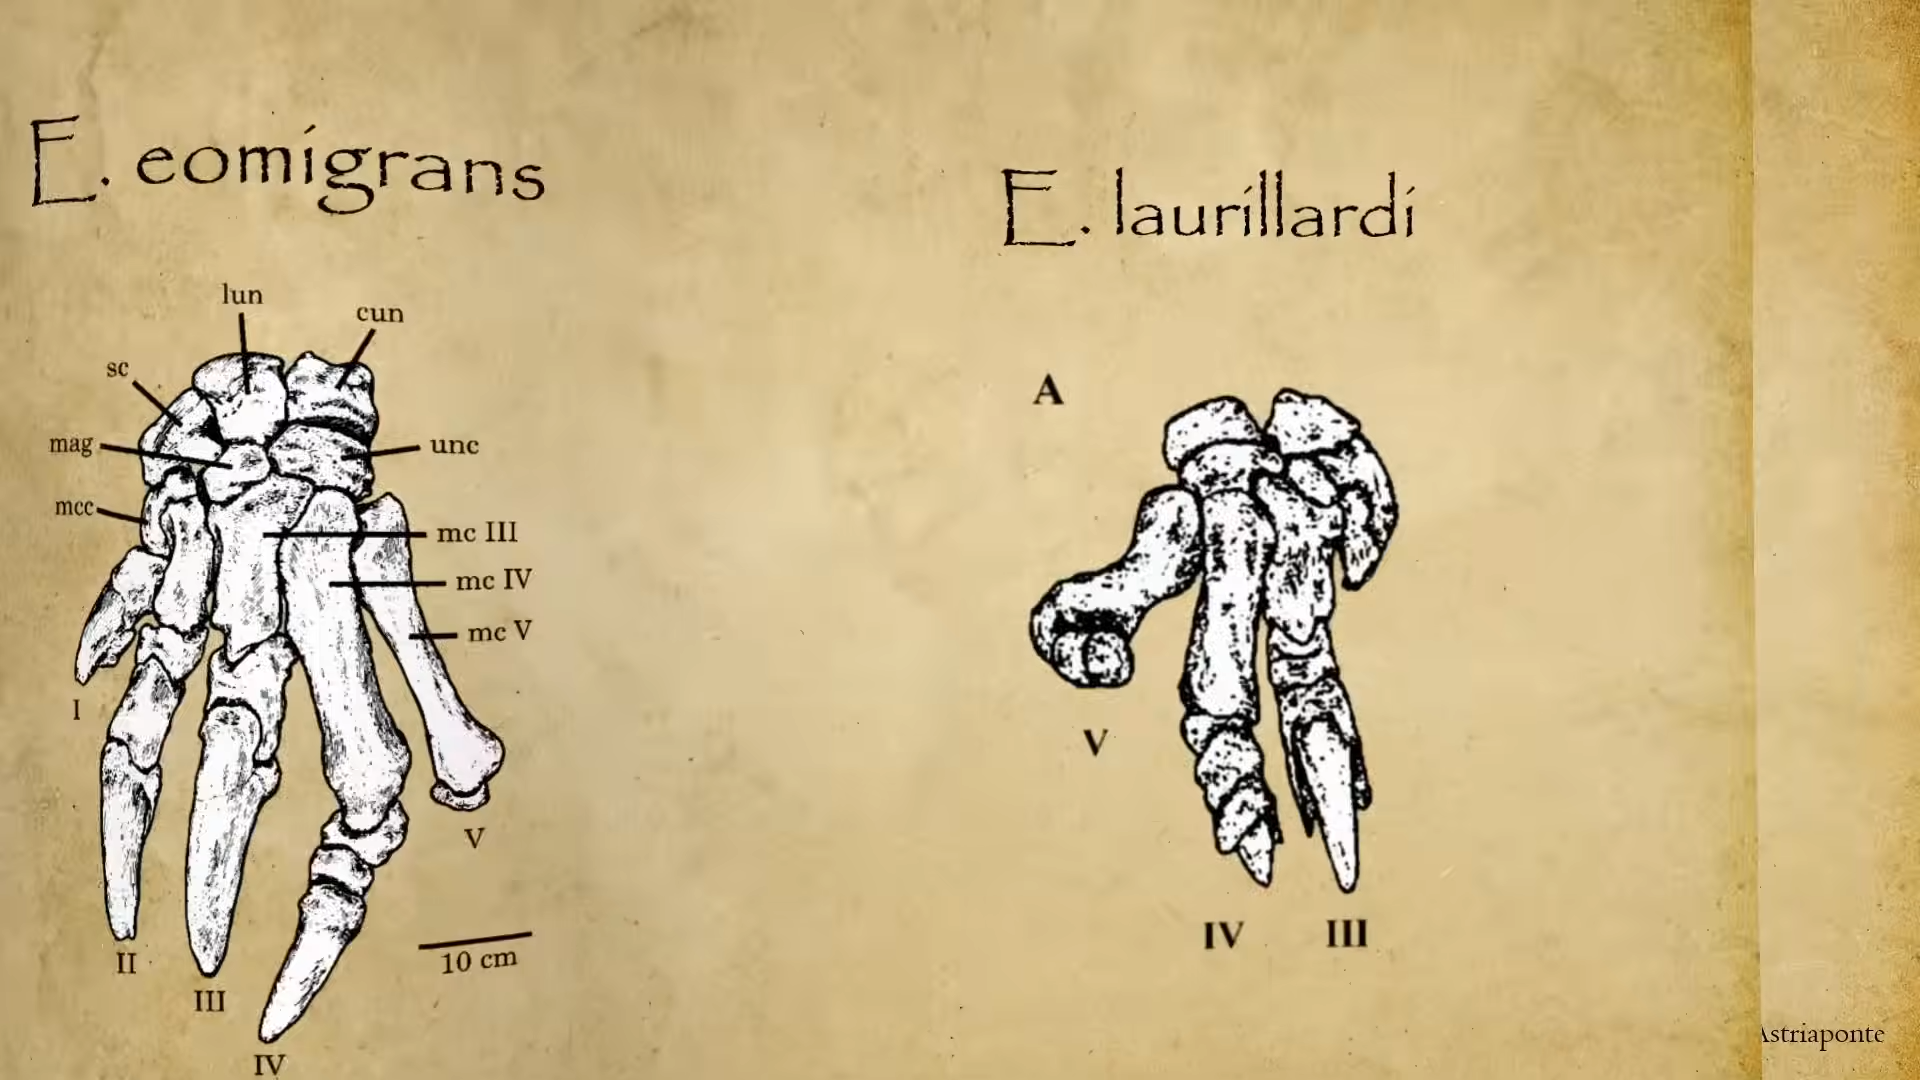 E. eomigrans
lun
cun
sc
mag
unc
mcc
mc III
mc IV
mc V
I
V
II
III
IV
10 cm
E. laurillardi
A
V
IV
III
Astriaponte